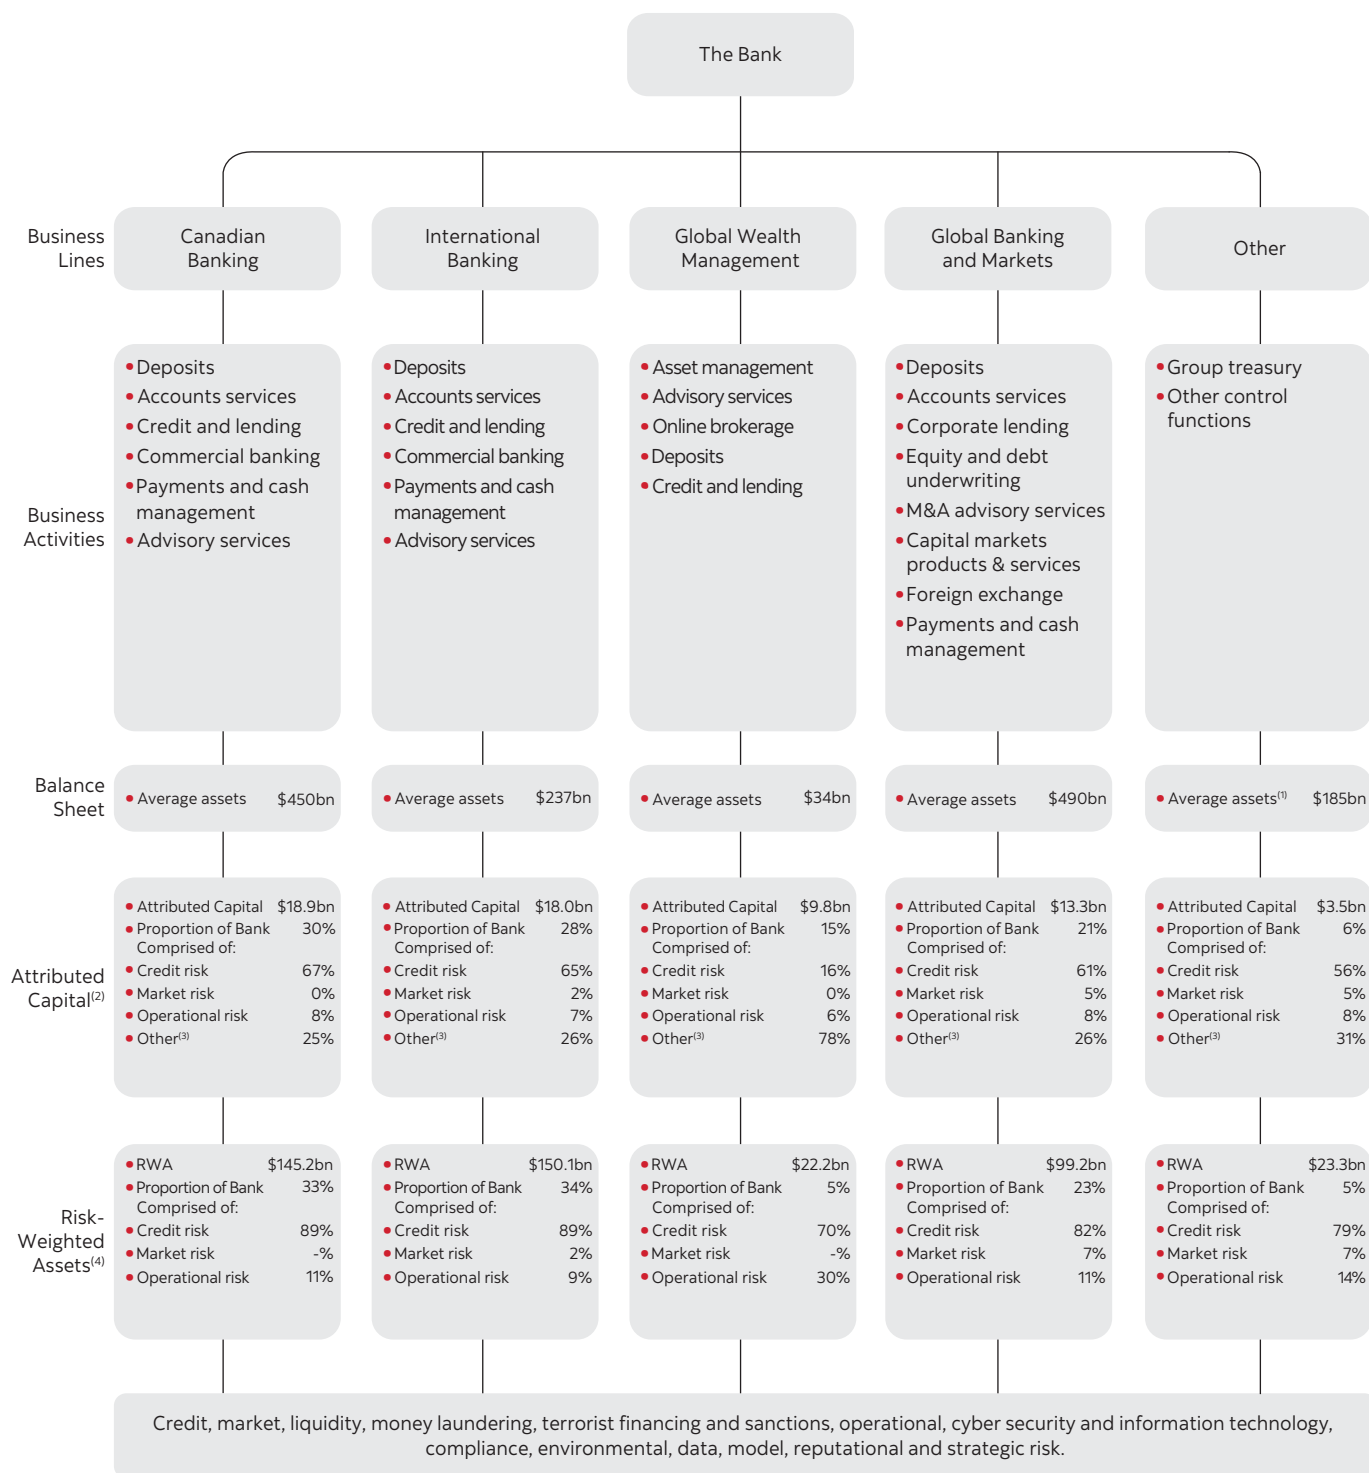 The Bank
Business
Lines
Canadian
Banking
International
Banking
Global Wealth
Management
Global Banking
and Markets
Other
Business
Activities
• Deposits
• Accounts services
• Credit and lending
• Commercial banking
• Payments and cash
management
• Advisory services
• Deposits
• Accounts services
• Credit and lending
• Commercial banking
• Payments and cash
management
• Advisory services
• Asset management
• Advisory services
• Online brokerage
• Deposits
• Credit and lending
• Deposits
• Accounts services
• Corporate lending
• Equity and debt
underwriting
• M&A advisory services
• Capital markets
products & services
• Foreign exchange
• Payments and cash
management
• Group treasury
• Other control
functions
Balance
Sheet
• Average assets $450bn
• Average assets $237bn
• Average assets $34bn
• Average assets $490bn
• Average assets(1) $185bn
Attributed
Capital(2)
• Attributed Capital $18.9bn
• Proportion of Bank 30%
Comprised of:
• Credit risk 67%
• Market risk 0%
• Operational risk 8%
• Other(3) 25%
• Attributed Capital $18.0bn
• Proportion of Bank 28%
Comprised of:
• Credit risk 65%
• Market risk 2%
• Operational risk 7%
• Other(3) 26%
• Attributed Capital $9.8bn
• Proportion of Bank 15%
Comprised of:
• Credit risk 16%
• Market risk 0%
• Operational risk 6%
• Other(3) 78%
• Attributed Capital $13.3bn
• Proportion of Bank 21%
Comprised of:
• Credit risk 61%
• Market risk 5%
• Operational risk 8%
• Other(3) 26%
• Attributed Capital $3.5bn
• Proportion of Bank 6%
Comprised of:
• Credit risk 56%
• Market risk 5%
• Operational risk 8%
• Other(3) 31%
Risk-
Weighted
Assets(4)
• RWA $145.2bn
• Proportion of Bank 33%
Comprised of:
• Credit risk 89%
• Market risk -%
• Operational risk 11%
• RWA $150.1bn
• Proportion of Bank 34%
Comprised of:
• Credit risk 89%
• Market risk 2%
• Operational risk 9%
• RWA $22.2bn
• Proportion of Bank 5%
Comprised of:
• Credit risk 70%
• Market risk -%
• Operational risk 30%
• RWA $99.2bn
• Proportion of Bank 23%
Comprised of:
• Credit risk 82%
• Market risk 7%
• Operational risk 11%
• RWA $23.3bn
• Proportion of Bank 5%
Comprised of:
• Credit risk 79%
• Market risk 7%
• Operational risk 14%
Credit, market, liquidity, money laundering, terrorist financing and sanctions, operational, cyber security and information technology,
compliance, environmental, data, model, reputational and strategic risk.